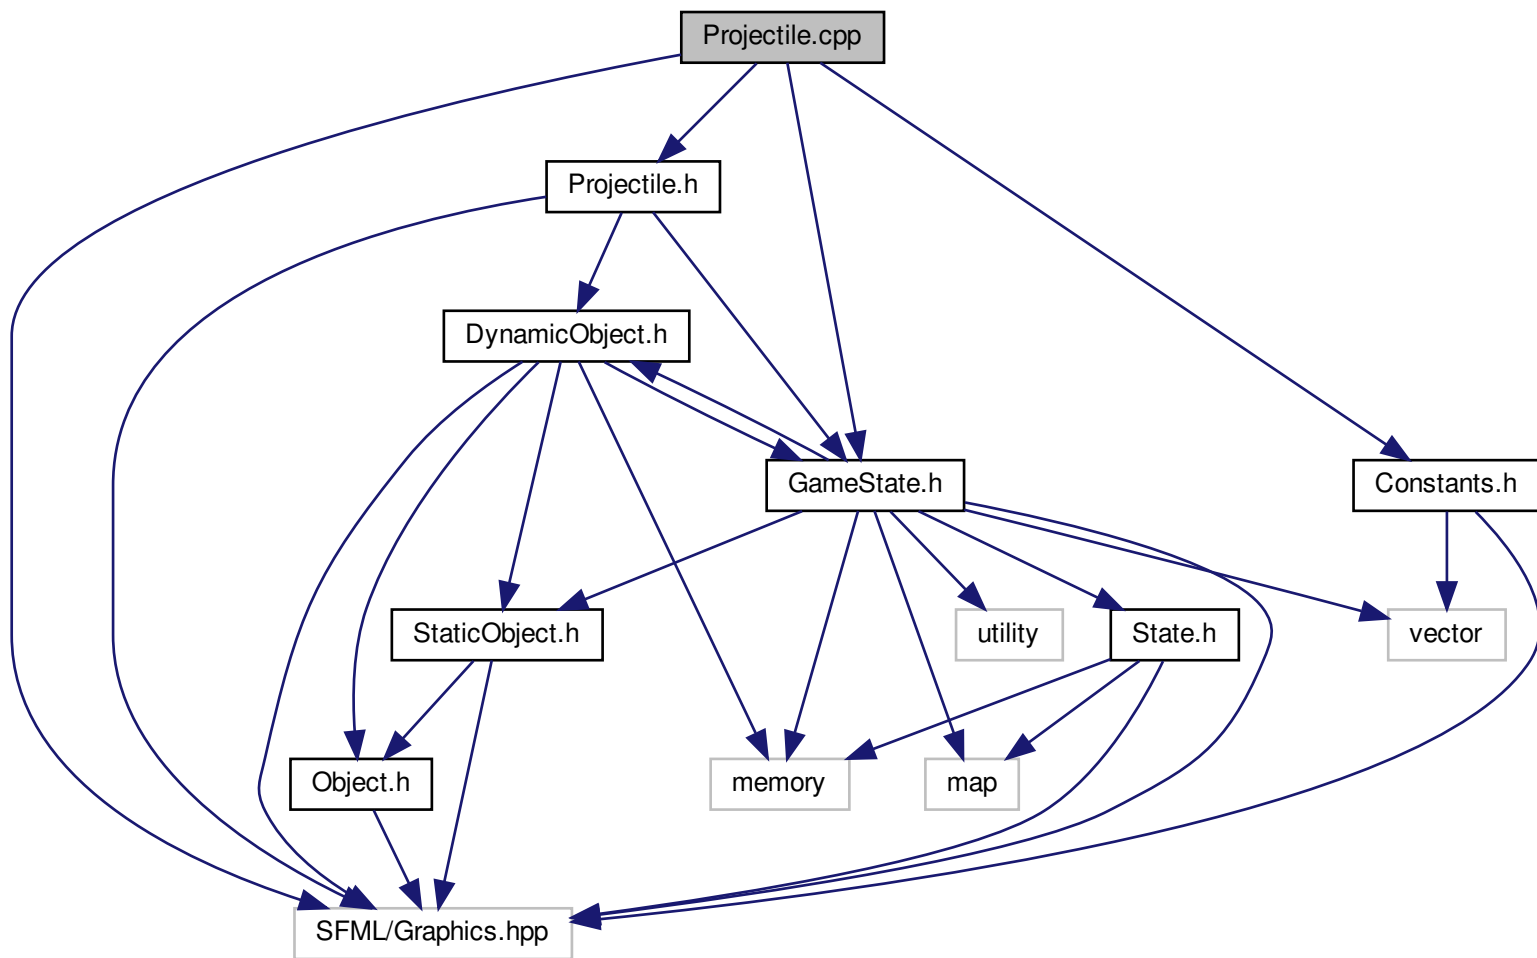 Projectile.cpp
Projectile.h
DynamicObject.h
GameState.h
Constants.h
StaticObject.h
utility
State.h
vector
Object.h
memory
map
SFML/Graphics.hpp